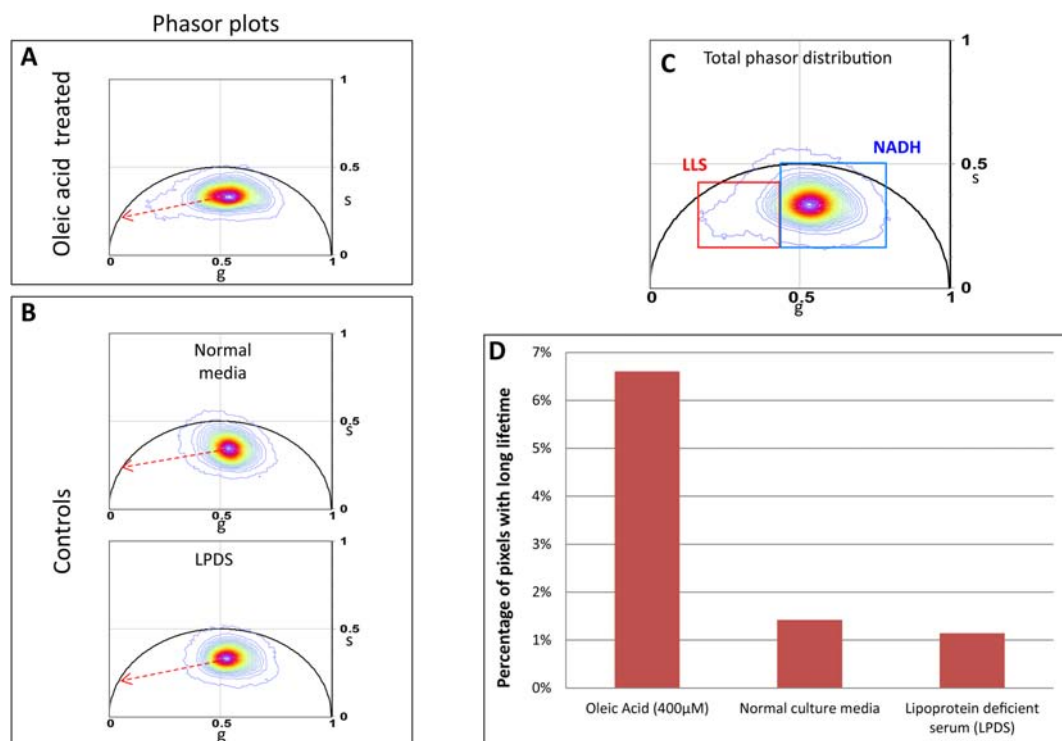 Phasor plots
A
Oleic acid treated
1
0.5
s
0
0
0.5
1
g
B
Controls
Normal
media
1
0.5
s
0
0
0.5
1
g
LPDS
1
0.5
s
0
0
0.5
1
g
C
Total phasor distribution
1
LLS
NADH
0.5
s
0
0
0.5
1
g
D
Percentage of pixels with long lifetime
7%
6%
5%
4%
3%
2%
1%
0%
Oleic Acid (400μM)
Normal culture media
Lipoprotein deficient
serum (LPDS)